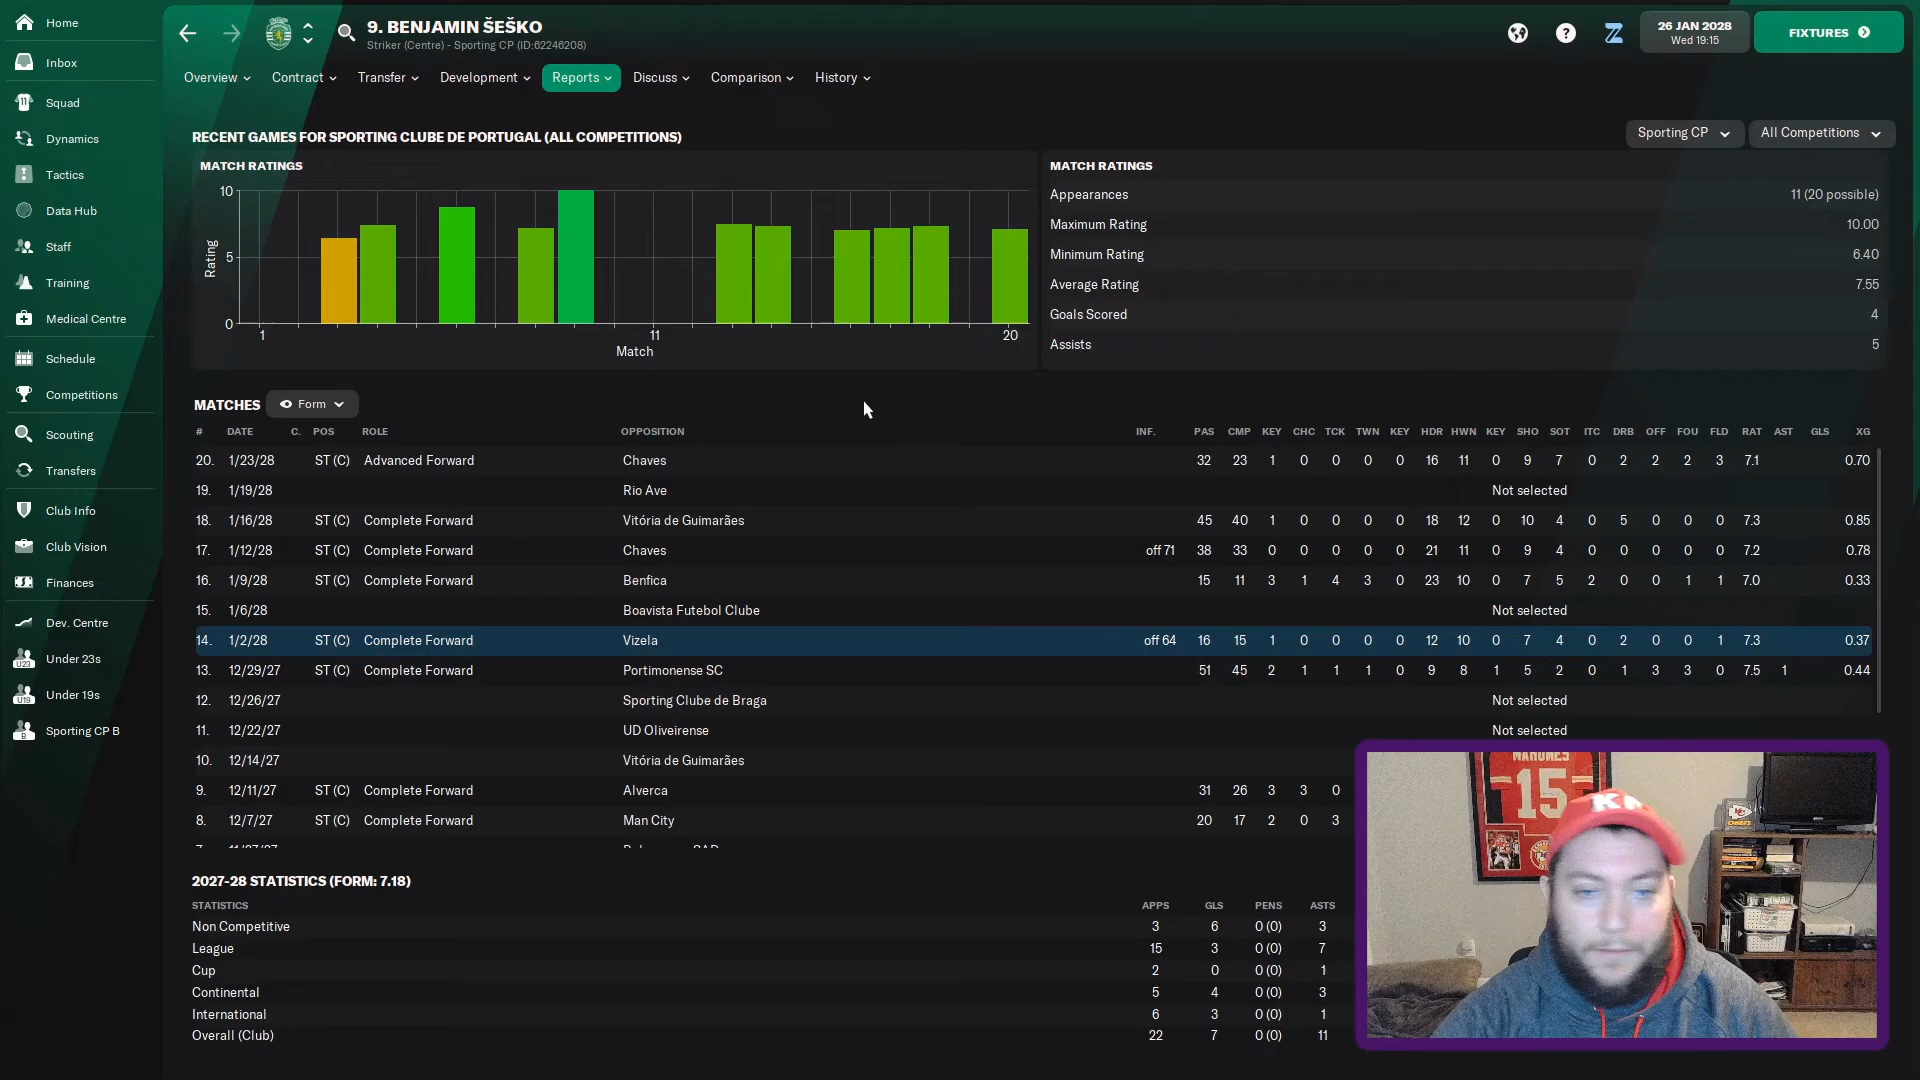 Home
Inbox
Squad
Dynamics
Tactics
Data Hub
Staff
Training
Medical Centre
Schedule
Competitions
Scouting
Transfers
Club Info
Club Vision
Finances
Dev. Centre
U23 Under 23s
U19 Under 19s
B Sporting CP B
9. BENJAMIN ŠEŠKO
Striker (Centre) - Sporting CP (ID:62246208)
26 JAN 2028
Wed 19:15
FIXTURES
Overview Contract Transfer Development Reports Discuss Comparison History
RECENT GAMES FOR SPORTING CLUBE DE PORTUGAL (ALL COMPETITIONS)
Sporting CP All Competitions
MATCH RATINGS
10
5
0
Rating
1 11 20
Match
MATCH RATINGS
Appearances 11 (20 possible)
Maximum Rating 10.00
Minimum Rating 6.40
Average Rating 7.55
Goals Scored 4
Assists 5
MATCHES Form
# DATE C. POS ROLE OPPOSITION INF. PAS CMP KEY CHC TCK TWN KEY HDR HWN KEY SHO SOT ITC DRB OFF FOU FLD RAT AST GLS XG
20. 1/23/28 ST (C) Advanced Forward Chaves 32 23 1 0 0 0 0 16 11 0 9 7 0 2 2 2 3 7.1 0.70
19. 1/19/28 Rio Ave Not selected
18. 1/16/28 ST (C) Complete Forward Vitória de Guimarães 45 40 1 0 0 0 0 18 12 0 10 4 0 5 0 0 0 7.3 0.85
17. 1/12/28 ST (C) Complete Forward Chaves off 71 38 33 0 0 0 0 0 21 11 0 9 4 0 0 0 0 0 7.2 0.78
16. 1/9/28 ST (C) Complete Forward Benfica 15 11 3 1 4 3 0 23 10 0 7 5 2 0 0 1 1 7.0 0.33
15. 1/6/28 Boavista Futebol Clube Not selected
14. 1/2/28 ST (C) Complete Forward Vizela off 64 16 15 1 0 0 0 0 12 10 0 7 4 0 2 0 0 1 7.3 0.37
13. 12/29/27 ST (C) Complete Forward Portimonense SC 51 45 2 1 1 1 0 9 8 1 5 2 0 1 3 3 0 7.5 1 0.44
12. 12/26/27 Sporting Clube de Braga Not selected
11. 12/22/27 UD Oliveirense Not selected
10. 12/14/27 Vitória de Guimarães
9. 12/11/27 ST (C) Complete Forward Alverca 31 26 3 3 0
8. 12/7/27 ST (C) Complete Forward Man City 20 17 2 0 3
2027-28 STATISTICS (FORM: 7.18)
STATISTICS APPS GLS PENS ASTS
Non Competitive 3 6 0 (0) 3
League 15 3 0 (0) 7
Cup 2 0 0 (0) 1
Continental 5 4 0 (0) 3
International 6 3 0 (0) 1
Overall (Club) 22 7 0 (0) 11
MAHOMES
15
CHIEFS